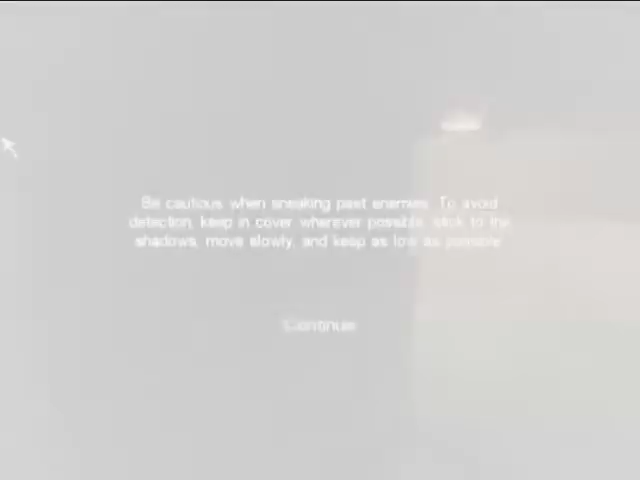 Be cautious when sneaking past enemies. To avoid
detection, keep in cover wherever possible, stick to the
shadows, move slowly, and keep as low as possible.
Continue